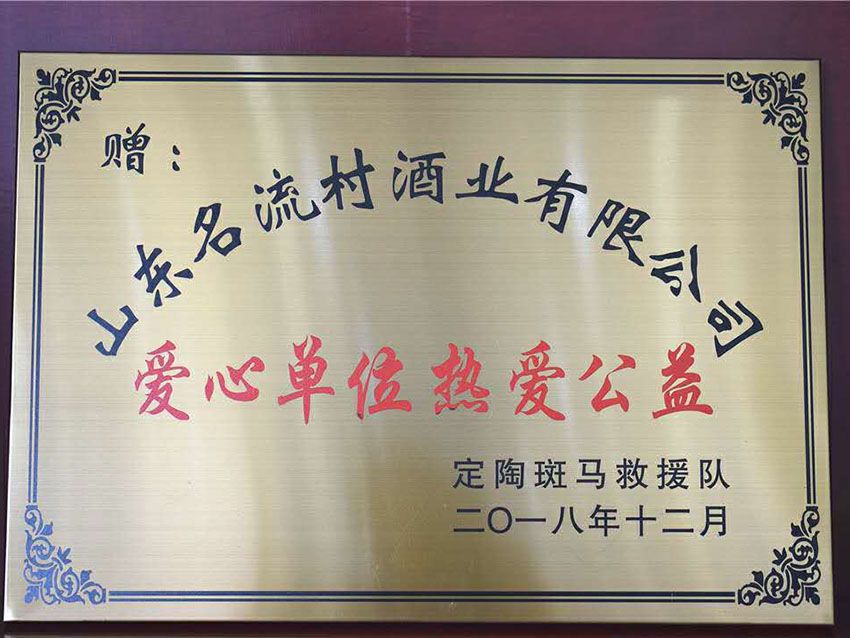 赠：
山东名流村酒业有限公司
爱心单位热爱公益
定陶斑马救援队
二〇一八年十二月